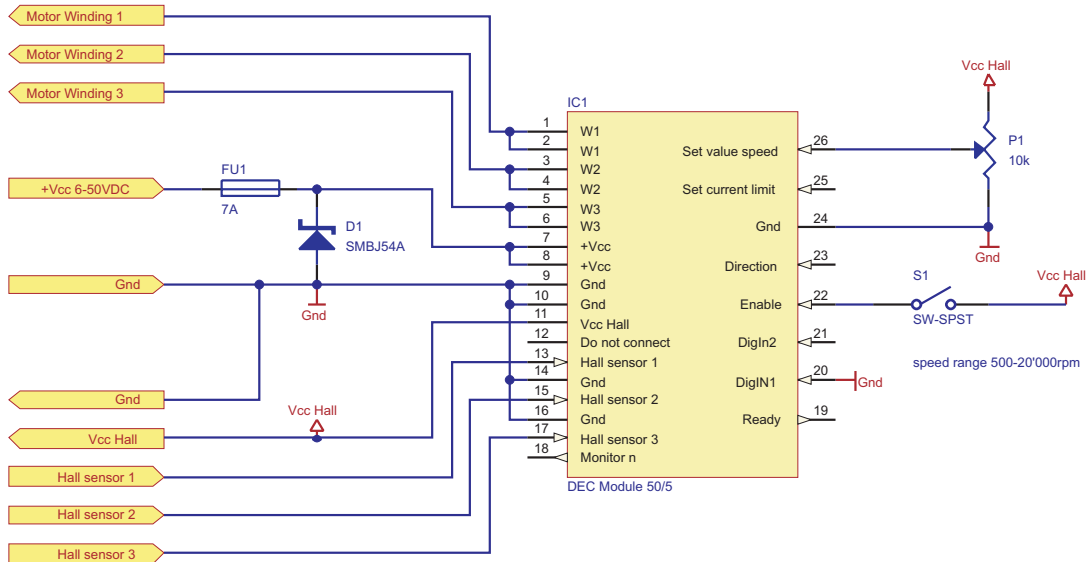 Motor Winding 1
Motor Winding 2
Motor Winding 3
+Vcc 6-50VDC
FU1
7A
D1
SMBJ54A
Gnd
Gnd
Gnd
Vcc Hall
Vcc Hall
Hall sensor 1
Hall sensor 2
Hall sensor 3
IC1
1 W1
2 W1
3 W2
4 W2
5 W3
6 W3
7 +Vcc
8 +Vcc
9 Gnd
10 Gnd
11 Vcc Hall
12 Do not connect
13 Hall sensor 1
14 Gnd
15 Hall sensor 2
16 Gnd
17 Hall sensor 3
18 Monitor n
Set value speed 26
Set current limit 25
Gnd 24
Direction 23
Enable 22
DigIn2 21
DigIN1 20
Ready 19
DEC Module 50/5
Vcc Hall
P1
10k
Gnd
S1
SW-SPST
Vcc Hall
speed range 500-20'000rpm
Gnd